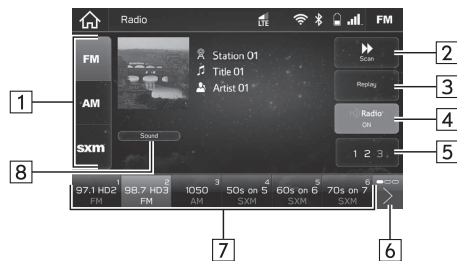 Radio LTE FM
FM
AM
sxm
Station 01
Title 01
Artist 01
Sound
Scan
Replay
Radio
ON
1 2 3
1 2 3 4 5 6
97.1 HD2 98.7 HD3 1050 50s on 5 60s on 6 70s on 7
FM FM AM SXM SXM SXM
1
2
3
4
5
8
7
6